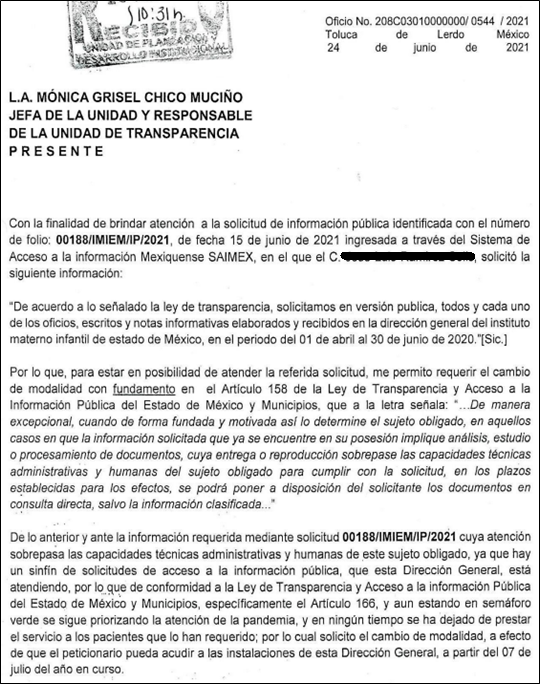 5/10:31h
RECIBIDO
UNIDAD DE PLANEACIÓN Y
DESARROLLO INSTITUCIONAL
Oficio No. 208C03010000000/ 0544 / 2021
Toluca de Lerdo México
24 de junio de 2021
L.A. MÓNICA GRISEL CHICO MUCIÑO
JEFA DE LA UNIDAD Y RESPONSABLE
DE LA UNIDAD DE TRANSPARENCIA
P R E S E N T E
Con la finalidad de brindar atención a la solicitud de información pública identificada con el número
de folio: 00188/IMIEM/IP/2021, de fecha 15 de junio de 2021 ingresada a través del Sistema de
Acceso a la información Mexiquense SAIMEX, en el que el C. , solicitó la
siguiente información:
“De acuerdo a lo señalado la ley de transparencia, solicitamos en versión publica, todos y cada uno
de los oficios, escritos y notas informativas elaborados y recibidos en la dirección general del instituto
materno infantil de estado de México, en el periodo del 01 de abril al 30 de junio de 2020.”[Sic.]
Por lo que, para estar en posibilidad de atender la referida solicitud, me permito requerir el cambio
de modalidad con fundamento en el Artículo 158 de la Ley de Transparencia y Acceso a la
Información Pública del Estado de México y Municipios, que a la letra señala: “…De manera
excepcional, cuando de forma fundada y motivada así lo determine el sujeto obligado, en aquellos
casos en que la información solicitada que ya se encuentre en su posesión implique análisis, estudio
o procesamiento de documentos, cuya entrega o reproducción sobrepase las capacidades técnicas
administrativas y humanas del sujeto obligado para cumplir con la solicitud, en los plazos
establecidas para los efectos, se podrá poner a disposición del solicitante los documentos en
consulta directa, salvo la información clasificada...”
De lo anterior y ante la información requerida mediante solicitud 00188/IMIEM/IP/2021 cuya atención
sobrepasa las capacidades técnicas administrativas y humanas de este sujeto obligado, ya que hay
un sinfín de solicitudes de acceso a la información pública, que esta Dirección General, está
atendiendo, por lo que de conformidad a la Ley de Transparencia y Acceso a la información Pública
del Estado de México y Municipios, específicamente el Artículo 166, y aun estando en semáforo
verde se sigue priorizando la atención de la pandemia, y en ningún tiempo se ha dejado de prestar
el servicio a los pacientes que lo han requerido; por lo cual solicito el cambio de modalidad, a efecto
de que el peticionario pueda acudir a las instalaciones de esta Dirección General, a partir del 07 de
julio del año en curso.